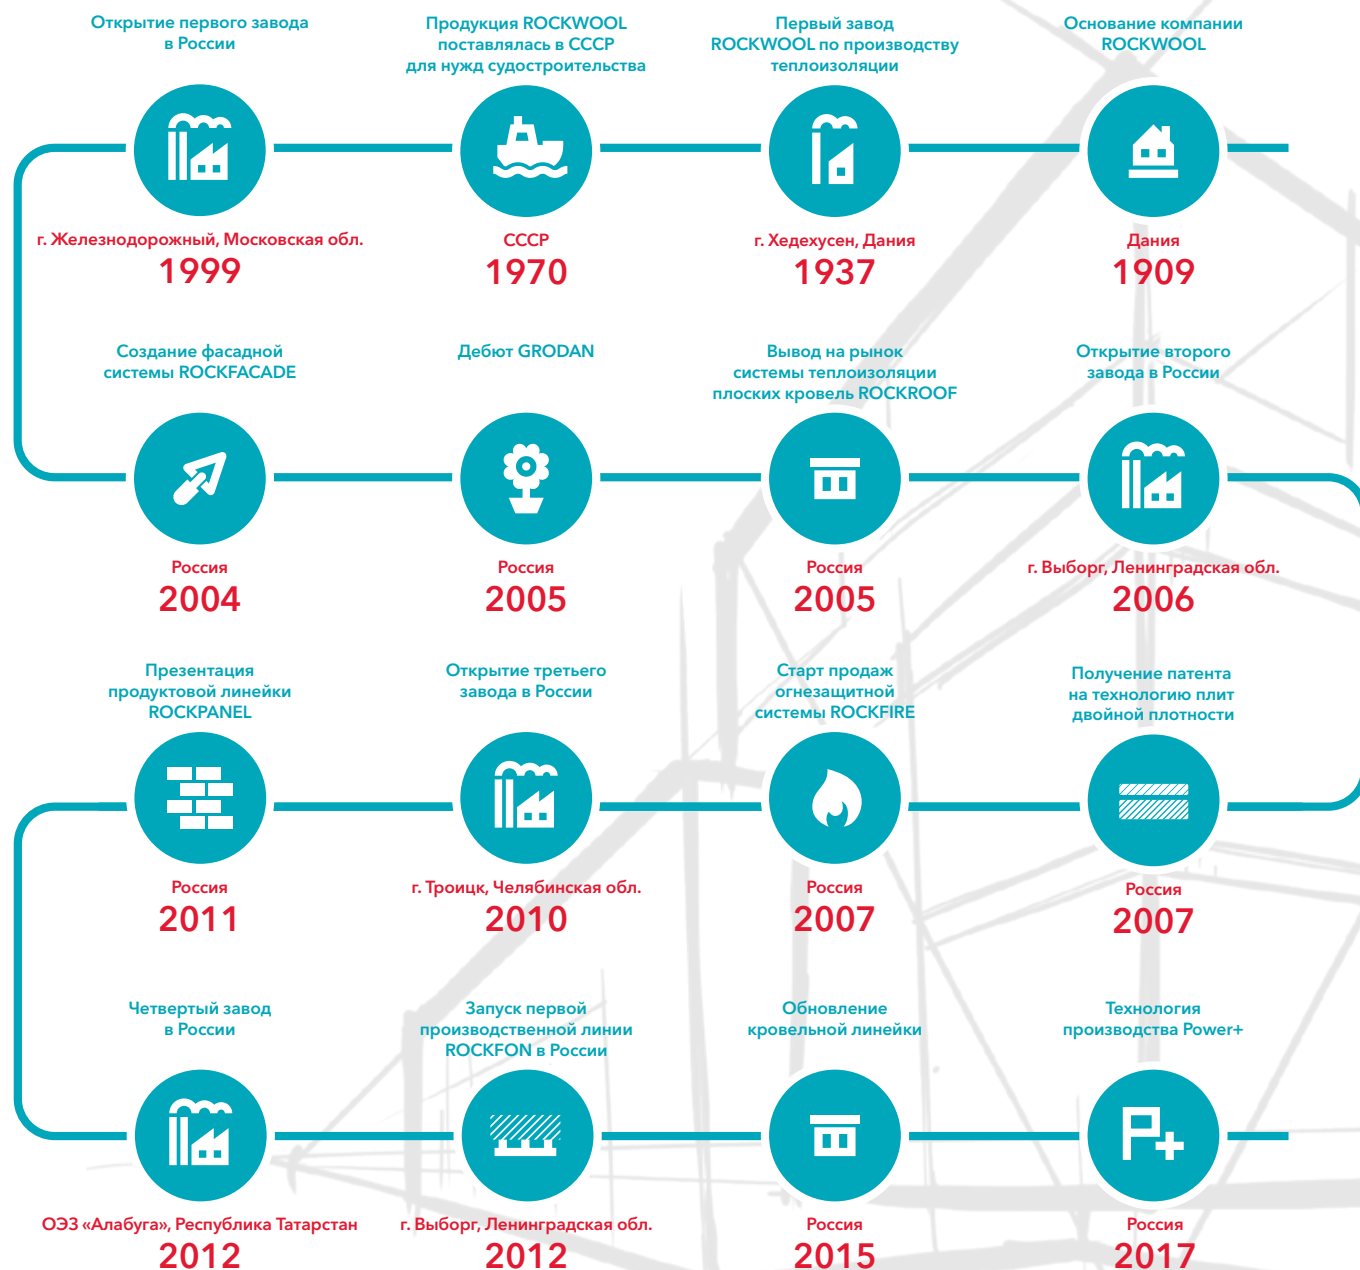 Открытие первого завода
в России
г. Железнодорожный, Московская обл.
1999
Продукция ROCKWOOL
поставлялась в СССР
для нужд судостроительства
СССР
1970
Первый завод
ROCKWOOL по производству
теплоизоляции
г. Хедехусен, Дания
1937
Основание компании
ROCKWOOL
Дания
1909
Создание фасадной
системы ROCKFACADE
Россия
2004
Дебют GRODAN
Россия
2005
Вывод на рынок
системы теплоизоляции
плоских кровель ROCKROOF
Россия
2005
Открытие второго
завода в России
г. Выборг, Ленинградская обл.
2006
Презентация
продуктовой линейки
ROCKPANEL
Россия
2011
Открытие третьего
завода в России
г. Троицк, Челябинская обл.
2010
Старт продаж
огнезащитной
системы ROCKFIRE
Россия
2007
Получение патента
на технологию плит
двойной плотности
Россия
2007
Четвертый завод
в России
ОЭЗ «Алабуга», Республика Татарстан
2012
Запуск первой
производственной линии
ROCKFON в России
г. Выборг, Ленинградская обл.
2012
Обновление
кровельной линейки
Россия
2015
Технология
производства Power+
P+
Россия
2017